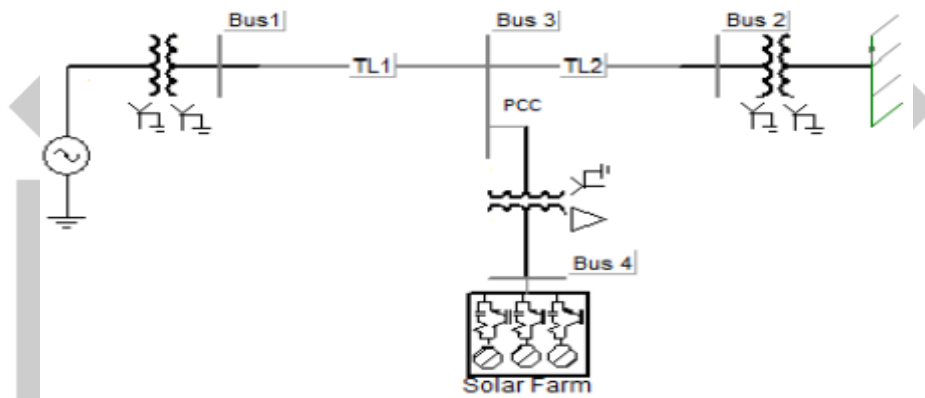 Bus1
Bus 3
Bus 2
TL1
TL2
PCC
Bus 4
Solar Farm